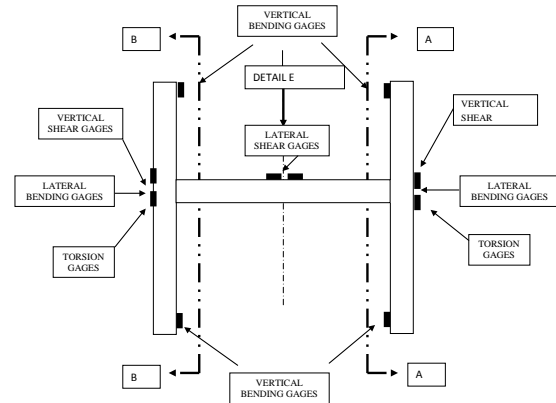 VERTICAL
BENDING GAGES
B
A
DETAIL E
VERTICAL
SHEAR GAGES
LATERAL
SHEAR GAGES
VERTICAL
SHEAR
LATERAL
BENDING GAGES
LATERAL
BENDING GAGES
TORSION
GAGES
TORSION
GAGES
B
VERTICAL
BENDING GAGES
A